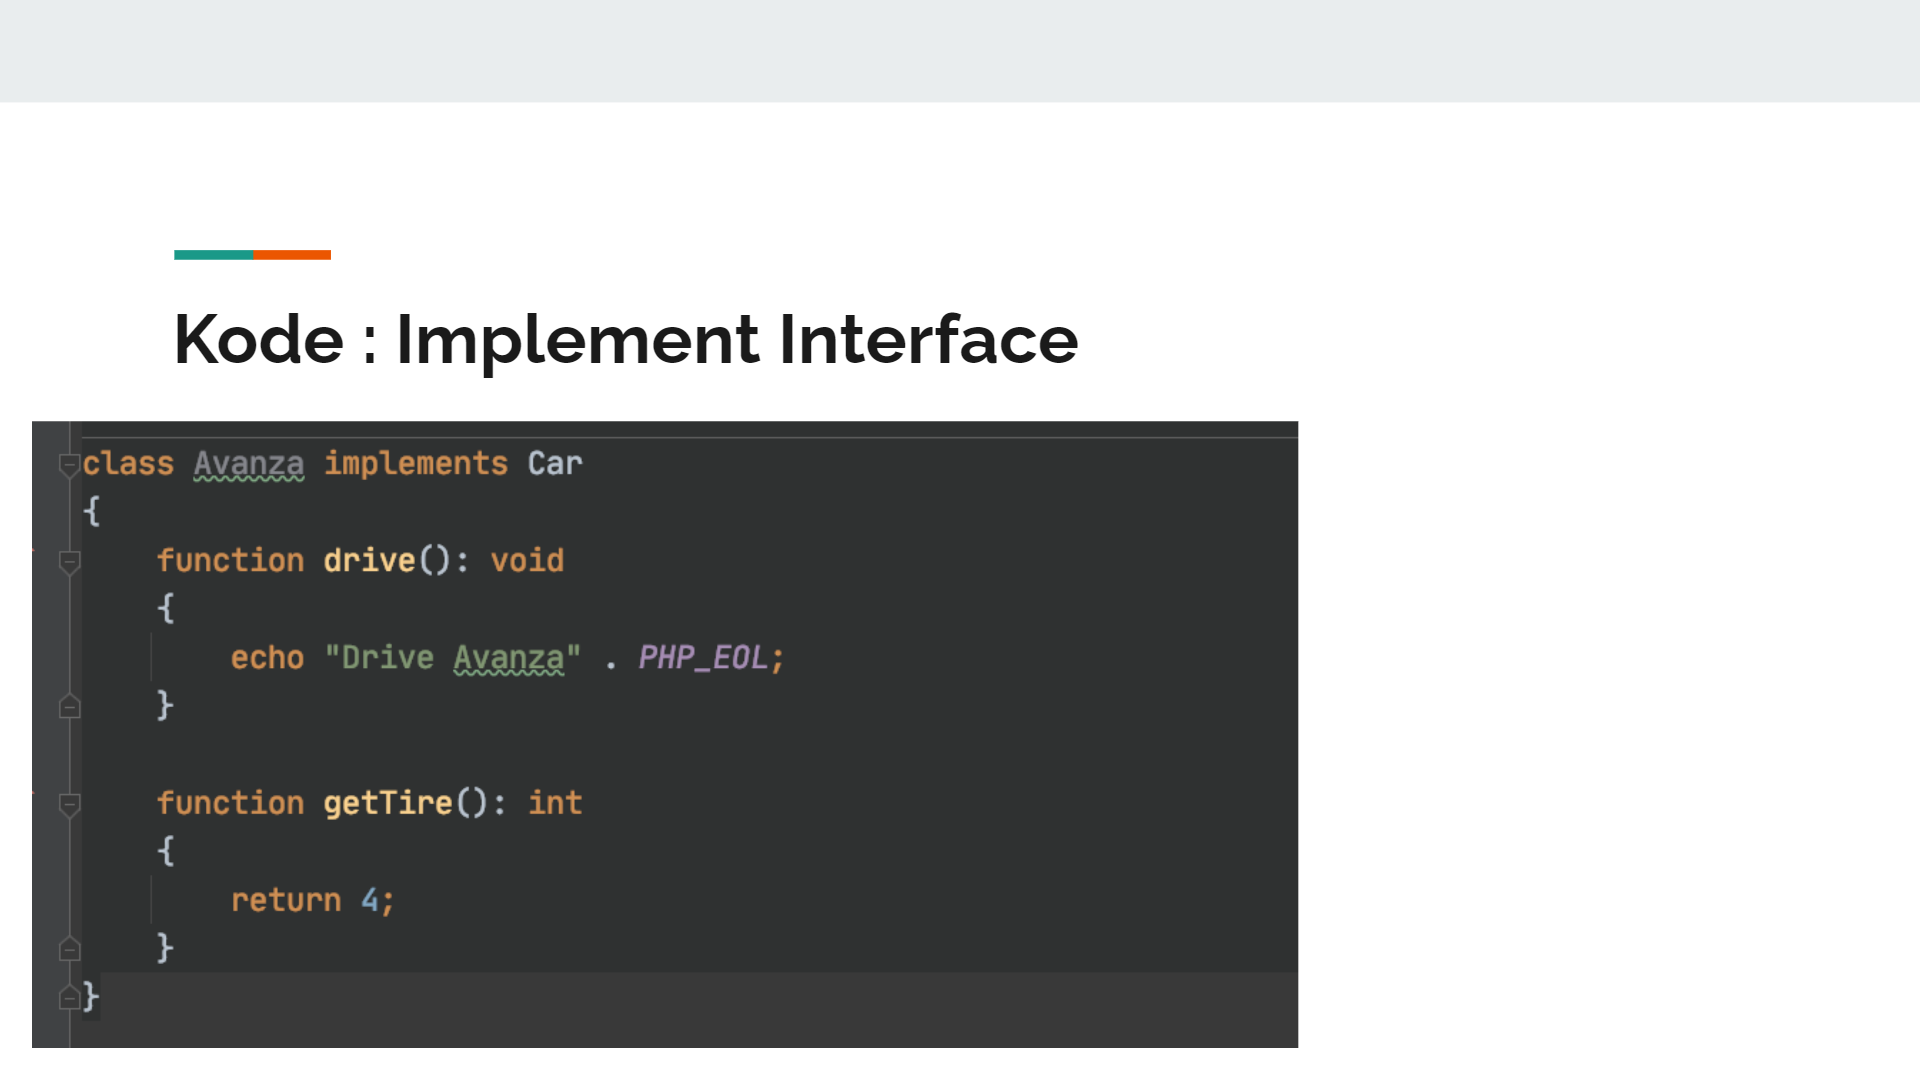 Kode : Implement Interface
class Avanza implements Car
{
    function drive(): void
    {
        echo "Drive Avanza" . PHP_EOL;
    }

    function getTire(): int
    {
        return 4;
    }
}